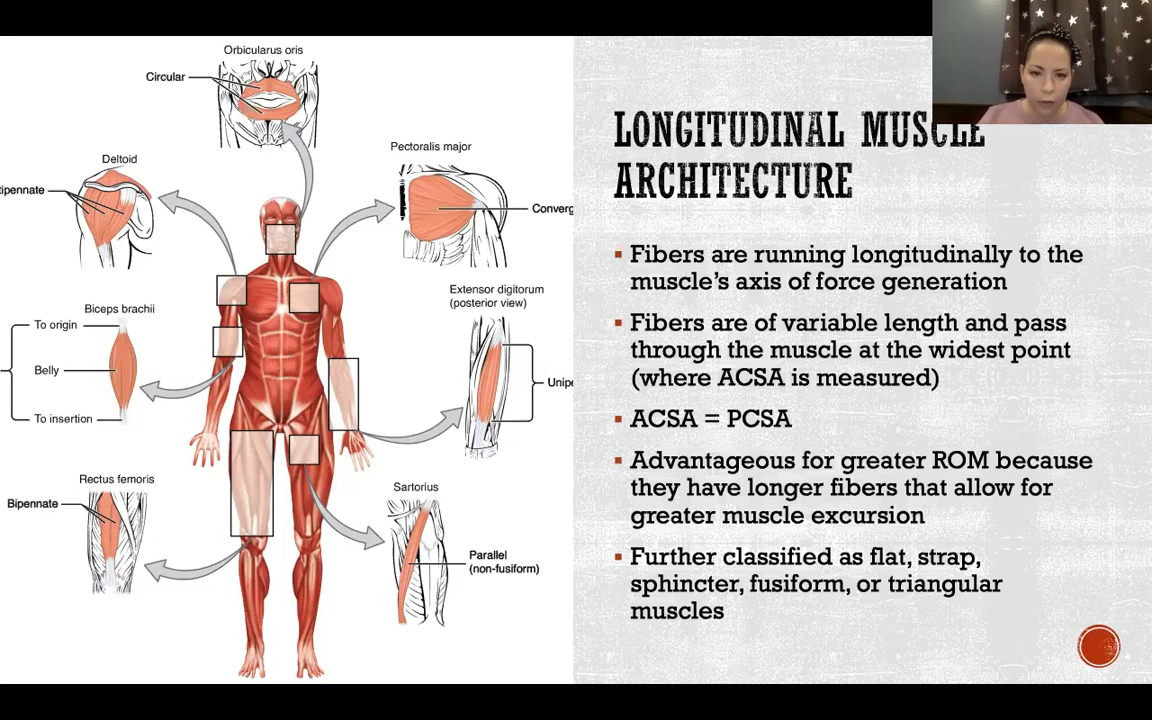 Orbicularus oris
Circular
Deltoid
tipennate
Pectoralis major
Converg
Biceps brachii
To origin
Belly
To insertion
Extensor digitorum
(posterior view)
Unipe
Rectus femoris
Bipennate
Sartorius
Parallel
(non-fusiform)
LONGITUDINAL MUSCLE
ARCHITECTURE
▪ Fibers are running longitudinally to the
muscle’s axis of force generation
▪ Fibers are of variable length and pass
through the muscle at the widest point
(where ACSA is measured)
▪ ACSA = PCSA
▪ Advantageous for greater ROM because
they have longer fibers that allow for
greater muscle excursion
▪ Further classified as flat, strap,
sphincter, fusiform, or triangular
muscles